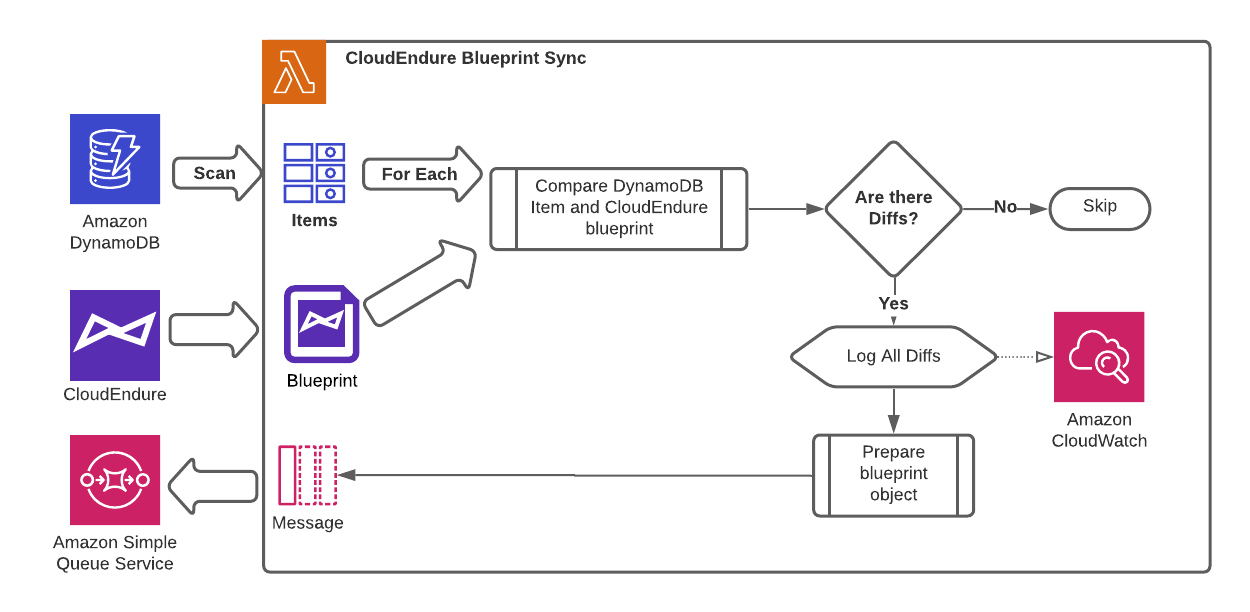 CloudEndure Blueprint Sync
Amazon
DynamoDB
Scan
Items
For Each
Compare DynamoDB
Item and CloudEndure
blueprint
Are there
Diffs?
No
Skip
Yes
CloudEndure
Blueprint
Log All Diffs
Amazon
CloudWatch
Prepare
blueprint
object
Message
Amazon Simple
Queue Service